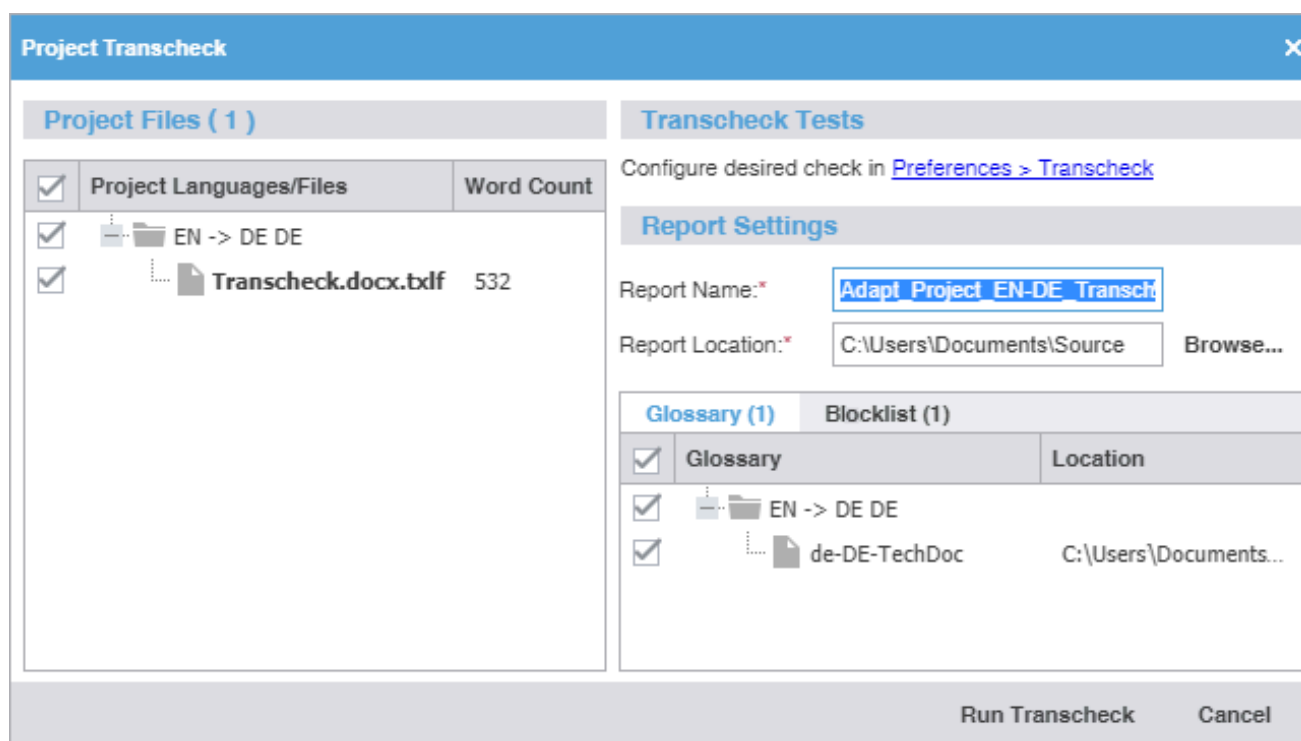 Project Transcheck
Project Files ( 1 )
Project Languages/Files Word Count
EN -> DE DE
Transcheck.docx.txlf 532
Transcheck Tests
Configure desired check in Preferences > Transcheck
Report Settings
Report Name:* Adapt_Project_EN-DE_Transch
Report Location:* C:\Users\Documents\Source Browse...
Glossary (1) Blocklist (1)
Glossary Location
EN -> DE DE
de-DE-TechDoc C:\Users\Documents...
Run Transcheck Cancel